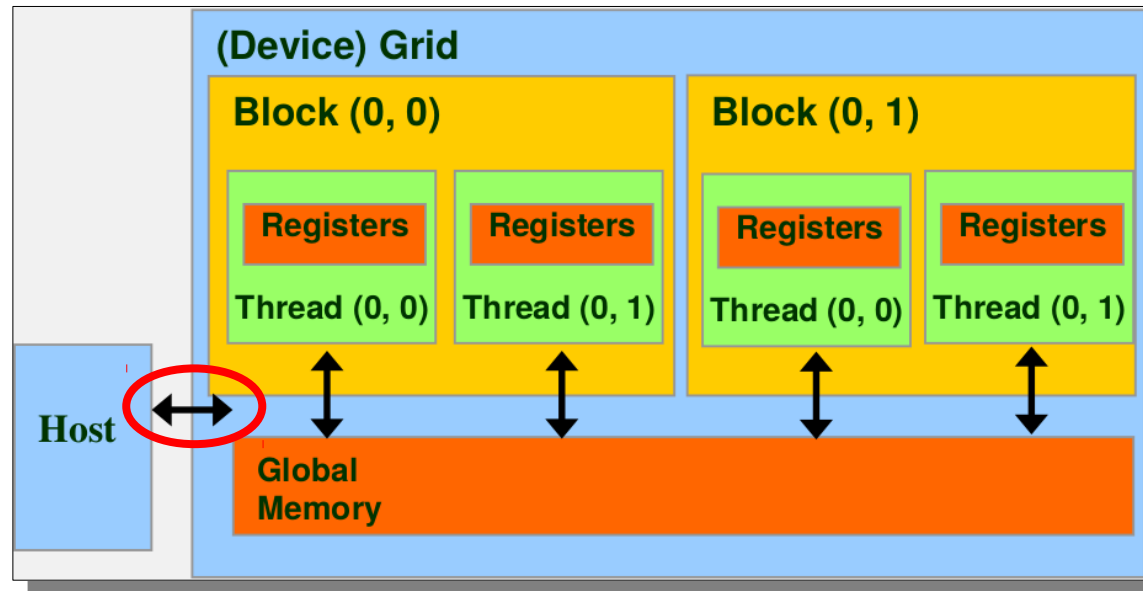 (Device) Grid
Block (0, 0)
Block (0, 1)
Registers
Registers
Registers
Registers
Thread (0, 0)
Thread (0, 1)
Thread (0, 0)
Thread (0, 1)
Host
Global
Memory